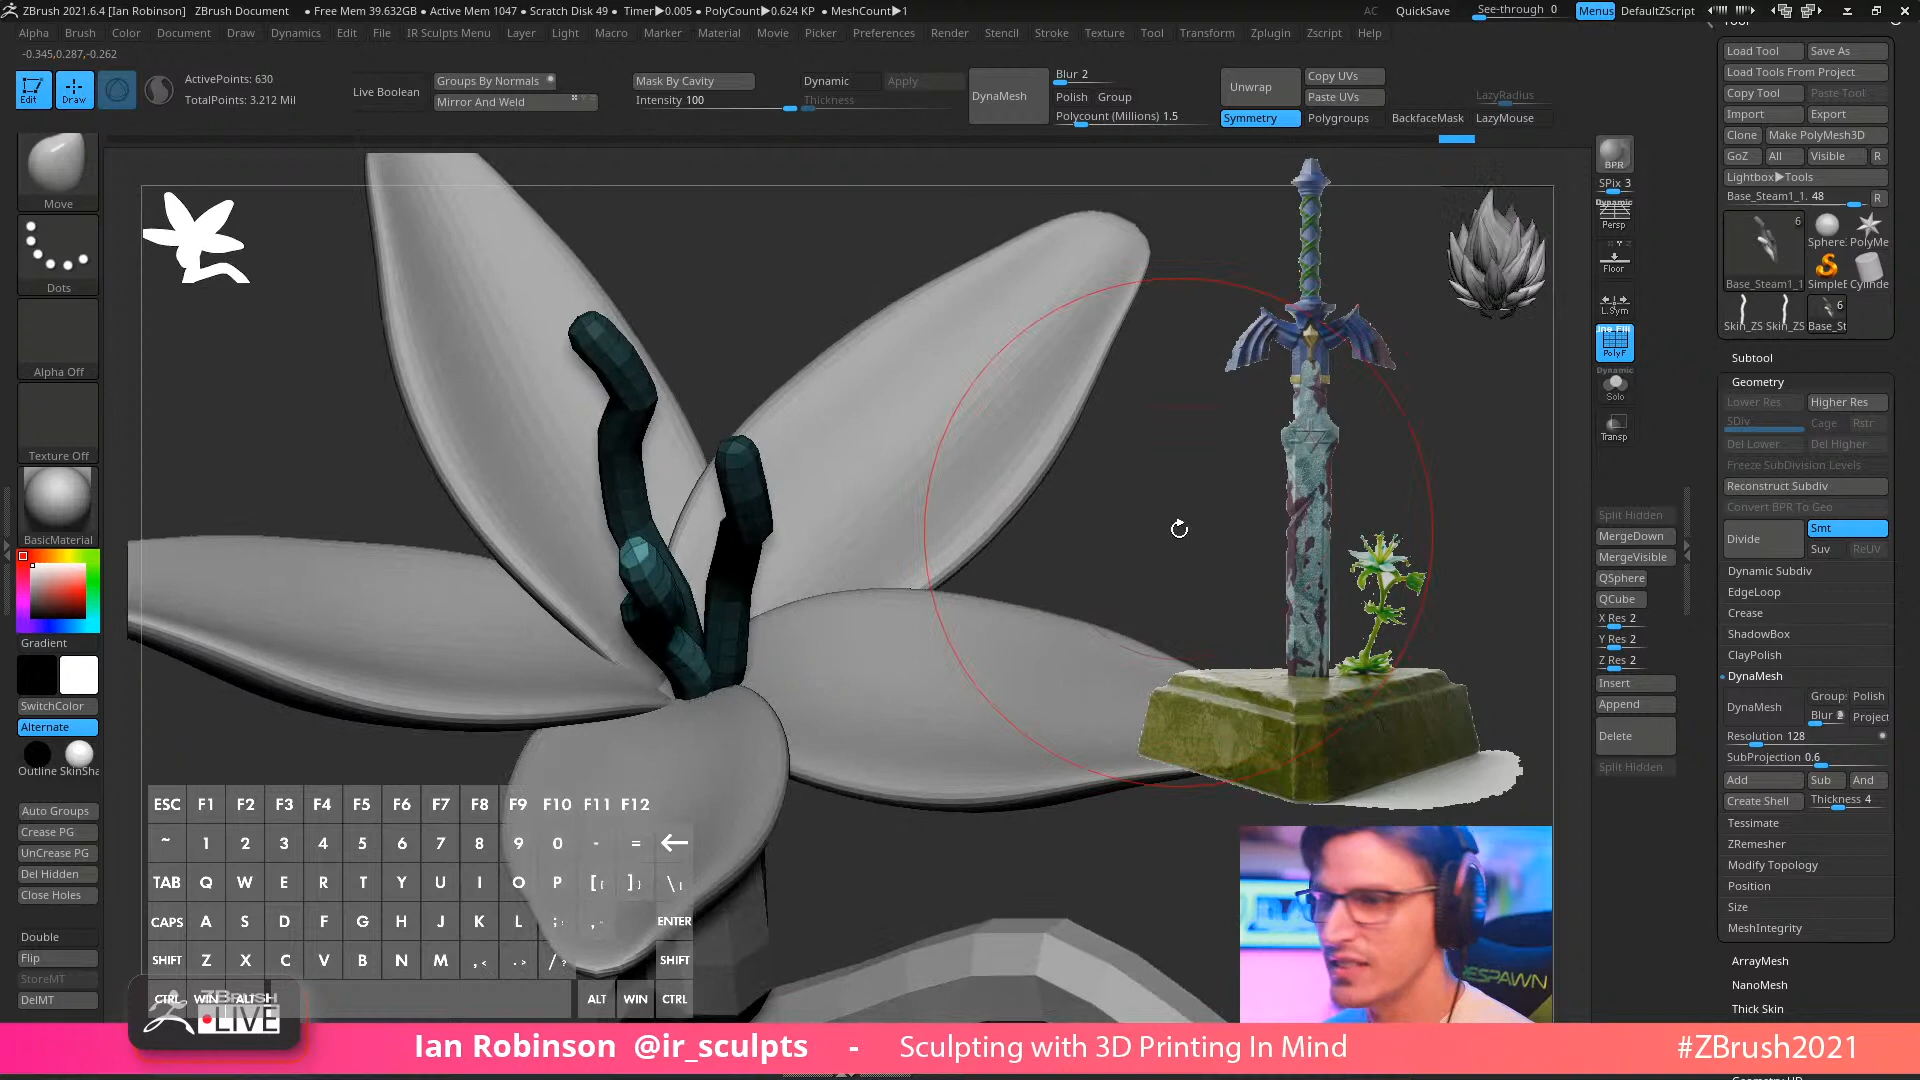 ZBrush 2021.6.4 [Ian Robinson] ZBrush Document • Free Mem 39.632GB • Active Mem 1047 • Scratch Disk 49 • Timer▶0.005 • PolyCount▶0.624 KP • MeshCount▶1 AC QuickSave See-through 0 Menus DefaultZScript
Alpha Brush Color Document Draw Dynamics Edit File IR Sculpts Menu Layer Light Macro Marker Material Movie Picker Preferences Render Stencil Stroke Texture Tool Transform Zplugin Zscript Help
-0.345,0.287,-0.262
Edit Draw
ActivePoints: 630
TotalPoints: 3.212 Mil
Live Boolean
Groups By Normals
Mirror And Weld
Mask By Cavity
Intensity 100
Dynamic Apply
Thickness
DynaMesh
Blur 2
Polish Group
Polycount (Millions) 1.5
Unwrap
Copy UVs
Paste UVs
Symmetry Polygroups BackfaceMask LazyMouse
LazyRadius
Move
Dots
Alpha Off
Texture Off
BasicMaterial
Gradient
SwitchColor
Alternate
Outline SkinSha
Auto Groups
Crease PG
UnCrease PG
Del Hidden
Close Holes
Double
Flip
StoreMT
DelMT
BPR
SPix 3
Dynamic
Persp
Floor
L.Sym
Line Fill
PolyF
Dynamic
Solo
Transp
Split Hidden
MergeDown
MergeVisible
QSphere
QCube
X Res 2
Y Res 2
Z Res 2
Insert
Append
Delete
Split Hidden
Tool
Load Tool Save As
Load Tools From Project
Copy Tool Paste Tool
Import Export
Clone Make PolyMesh3D
GoZ All Visible R
Lightbox▶Tools
Base_Steam1_1. 48 R
6
Sphere. PolyMe
Base_Steam1_1 SimpleE Cylinde
6
Skin_ZS Skin_ZS Base_St
Subtool
Geometry
Lower Res Higher Res
SDiv Cage Rstr
Del Lower Del Higher
Freeze SubDivision Levels
Reconstruct Subdiv
Convert BPR To Geo
Divide Smt
Suv ReUV
Dynamic Subdiv
EdgeLoop
Crease
ShadowBox
ClayPolish
DynaMesh
DynaMesh Group: Polish
Blur 2 Project
Resolution 128
SubProjection 0.6
Add Sub And
Create Shell Thickness 4
Tessimate
ZRemesher
Modify Topology
Position
Size
MeshIntegrity
ArrayMesh
NanoMesh
Thick Skin
ESC F1 F2 F3 F4 F5 F6 F7 F8 F9 F10 F11 F12
~ 1 2 3 4 5 6 7 8 9 0 - = ←
TAB Q W E R T Y U I O P [{ ]} \|
CAPS A S D F G H J K L ;: ,- ENTER
SHIFT Z X C V B N M ,< .> /? SHIFT
CTRL WIN ALT ALT WIN CTRL
ZBRUSH
LIVE
RESPAWN
Ian Robinson @ir_sculpts - Sculpting with 3D Printing In Mind #ZBrush2021